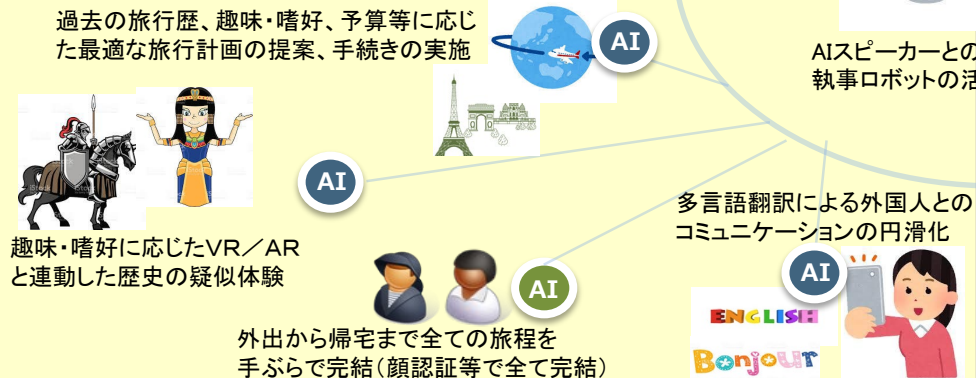 過去の旅行歴、趣味・嗜好、予算等に応じ
た最適な旅行計画の提案、手続きの実施
AI
AIスピーカーとの
執事ロボットの活
AI
趣味・嗜好に応じたVR/AR
と連動した歴史の疑似体験
多言語翻訳による外国人との
コミュニケーションの円滑化
AI
AI
ENGLISH
Bonjour
外出から帰宅まで全ての旅程を
手ぶらで完結(顔認証等で全て完結)